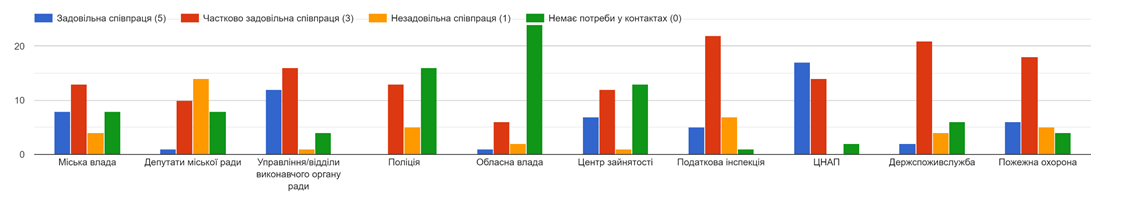 Задовільна співпраця (5)
Частково задовільна співпраця (3)
Незадовільна співпраця (1)
Немає потреби у контактах (0)
20
10
0
Міська влада
Депутати міської ради
Управління/відділи
виконавчого органу
ради
Поліція
Обласна влада
Центр зайнятості
Податкова інспекція
ЦНАП
Держспоживслужба
Пожежна охорона